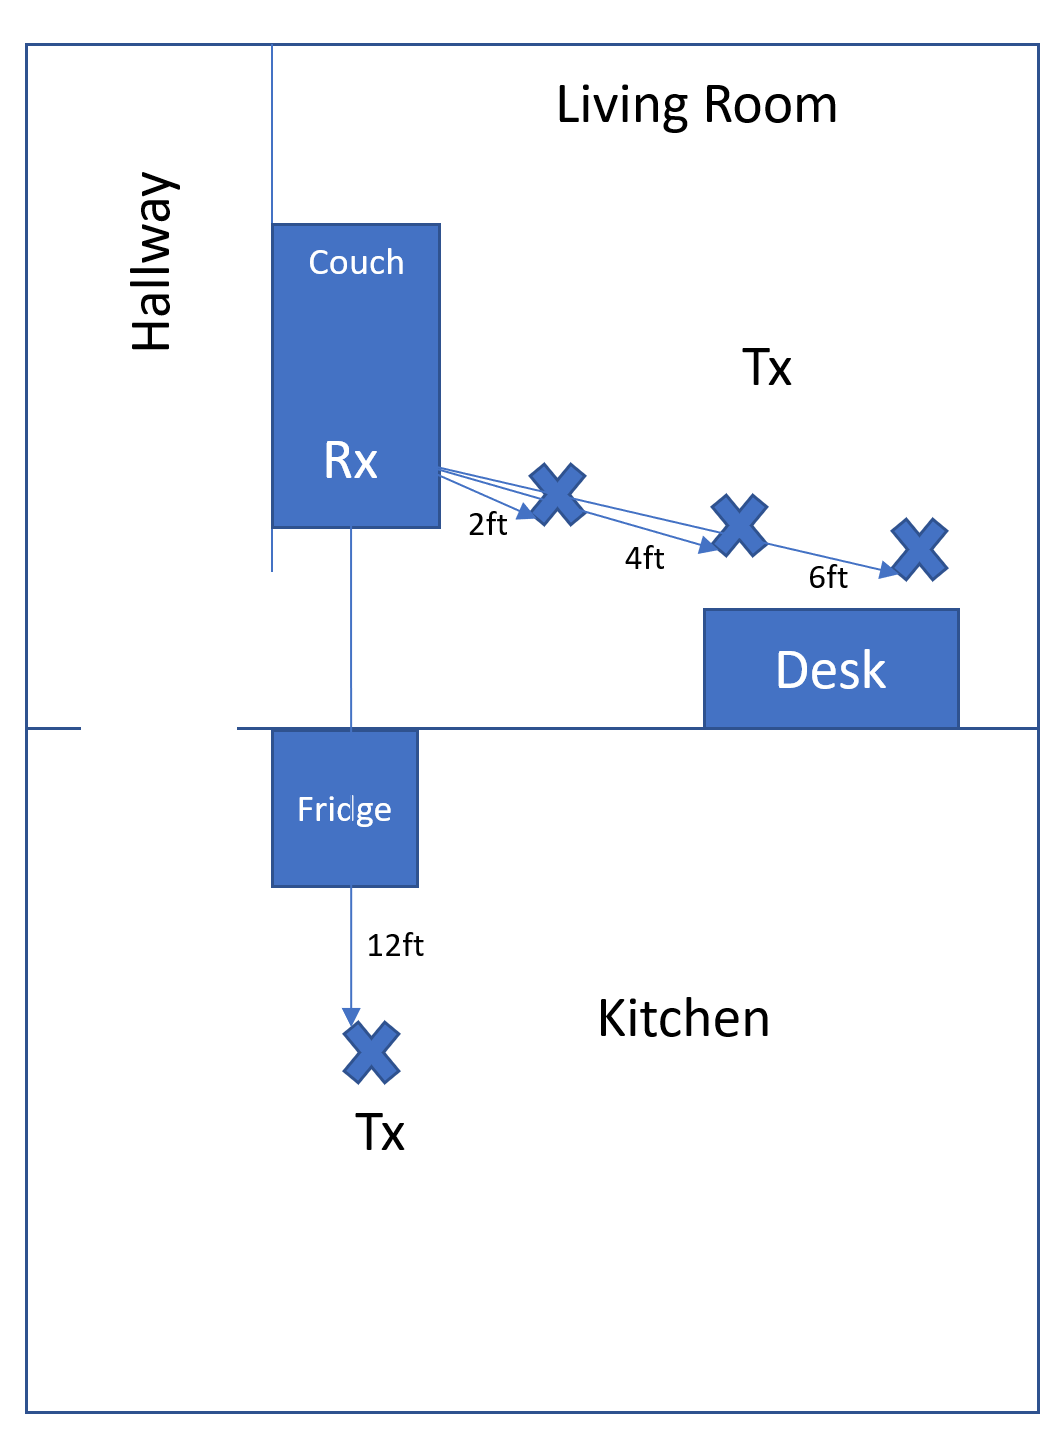 Living Room
Hallway
Couch
Tx
Rx
2ft
4ft
6ft
Desk
Fridge
12ft
Kitchen
Tx